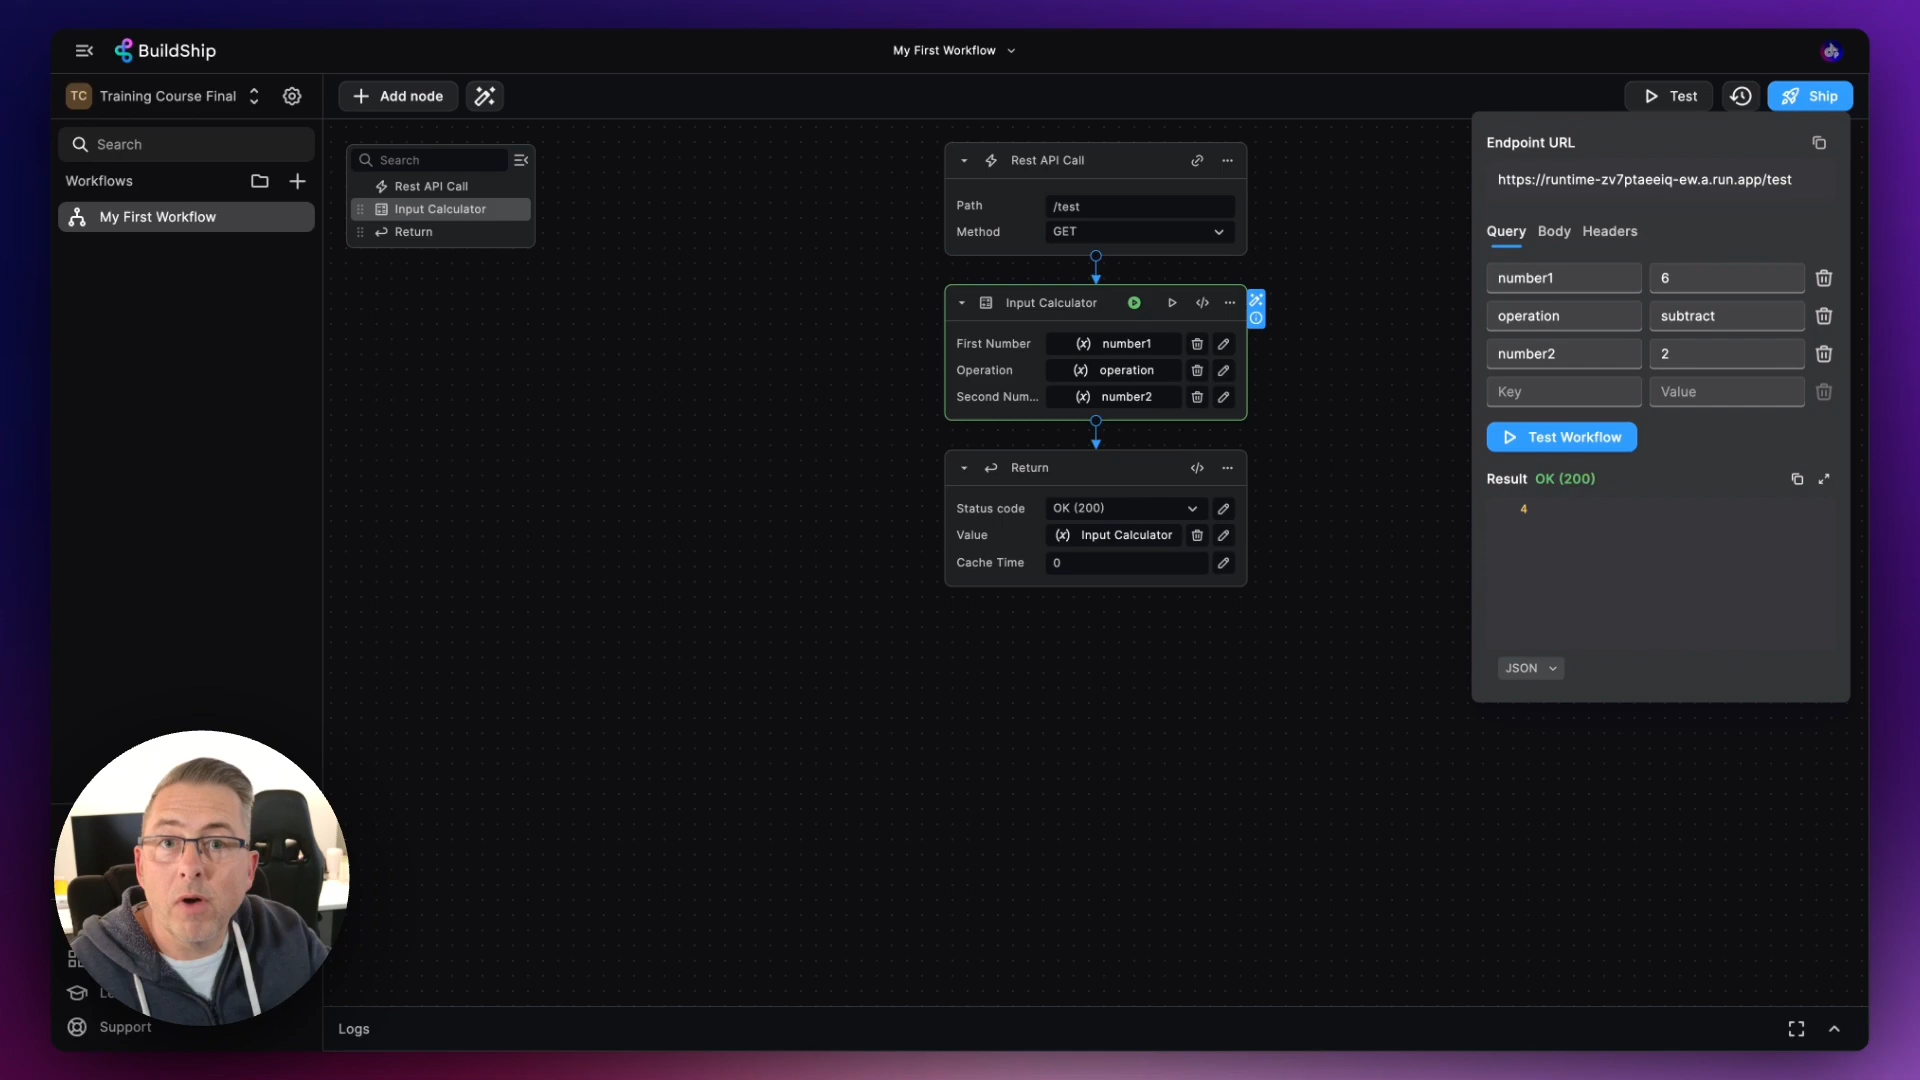 BuildShip
My First Workflow
TC Training Course Final
Add node
Test
Ship
Search
Workflows
My First Workflow
Search
Rest API Call
Input Calculator
Return
Rest API Call
Path /test
Method GET
Input Calculator
First Number (x) number1
Operation (x) operation
Second Num... (x) number2
Return
Status code OK (200)
Value (x) Input Calculator
Cache Time 0
Endpoint URL
https://runtime-zv7ptaeeiq-ew.a.run.app/test
Query Body Headers
number1 6
operation subtract
number2 2
Key Value
Test Workflow
Result OK (200)
4
JSON
Support
Logs